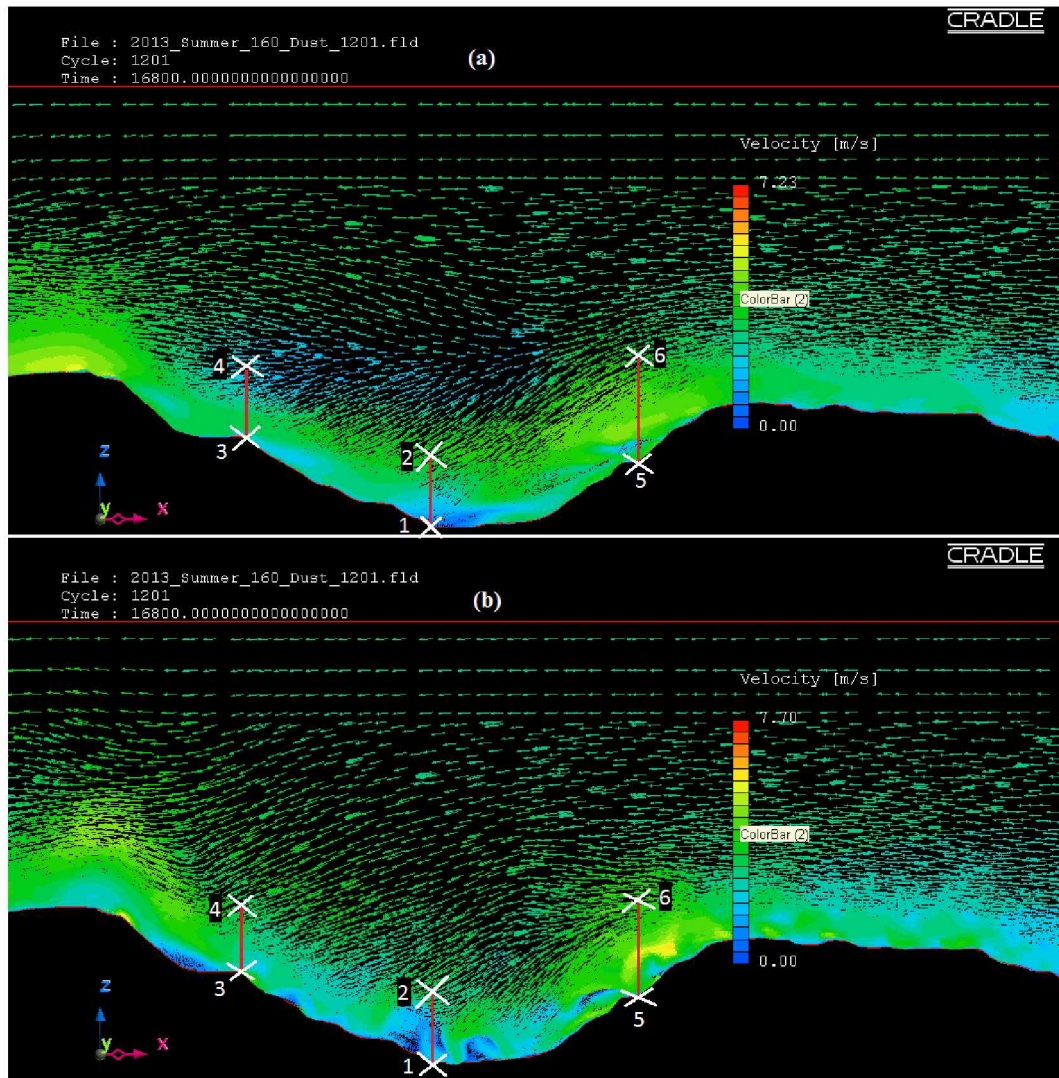 CRADLE
File : 2013_Summer_160_Dust_1201.fld
(a)
Cycle: 1201
Time : 16800.0000000000000000
Velocity [m/s]
7.23
ColorBar (2)
0.00
4
6
3
2
5
1
z
y
x
CRADLE
File : 2013_Summer_160_Dust_1201.fld
(b)
Cycle: 1201
Time : 16800.0000000000000000
Velocity [m/s]
7.70
ColorBar (2)
0.00
4
6
3
2
5
1
z
y
x